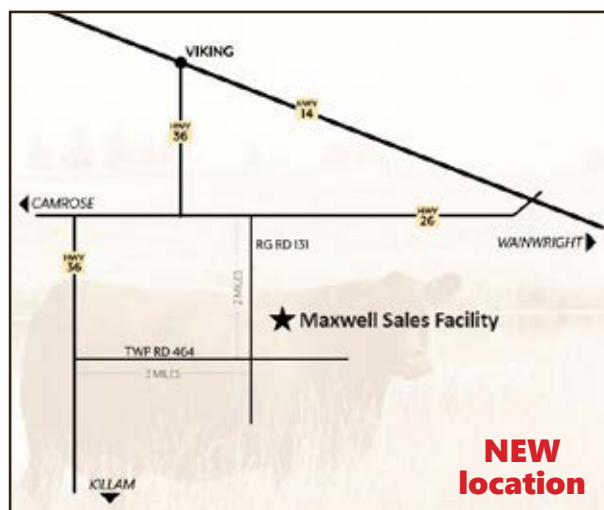 VIKING
HWY
14
HWY
36
CAMROSE
HWY
26
WAINWRIGHT
HWY
36
RG RD 131
2 MILES
Maxwell Sales Facility
TWP RD 464
3 MILES
NEW
location
KILLAM